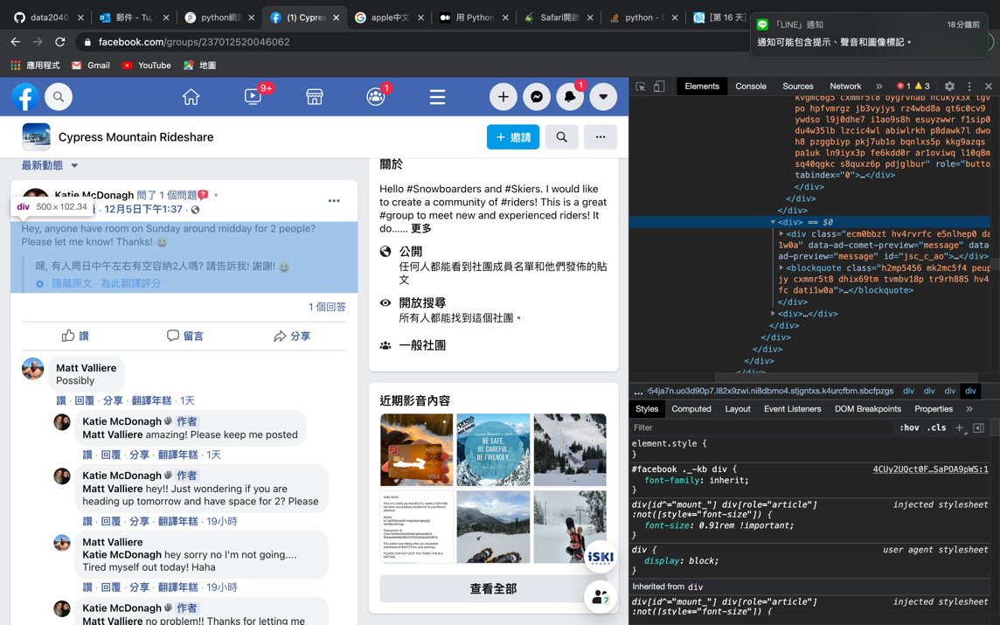 data2040_
郵件 - Tu,
python網
(1) Cypres
apple中文
用 Python
Safari開啟
python - C
[第 16 天]
「LINE」通知
18 分鐘前
通知可能包含提示、聲音和圖像標記。
facebook.com/groups/237012520046062
應用程式
Gmail
YouTube
地圖
9+
1
1
Cypress Mountain Rideshare
+ 邀請
最新動態
Katie McDonagh 問了 1 個問題
div 500 × 102.34
12月5日下午1:37 ·
Hey, anyone have room on Sunday around midday for 2 people?
Please let me know! Thanks! 😀
嘿, 有人周日中午左右有空容納2人嗎? 請告訴我! 謝謝! 😀
· 隱藏原文 · 為此翻譯評分
1 個回答
讚
留言
分享
Matt Valliere
Possibly
讚 · 回覆 · 分享 · 翻譯年糕 · 1天
Katie McDonagh 作者
Matt Valliere amazing! Please keep me posted
讚 · 回覆 · 分享 · 翻譯年糕 · 1天
Katie McDonagh 作者
Matt Valliere hey!! Just wondering if you are
heading up tomorrow and have space for 2? Please
讚 · 回覆 · 分享 · 翻譯年糕 · 19小時
Matt Valliere
Katie McDonagh hey sorry no I'm not going....
Tired myself out today! Haha
讚 · 回覆 · 分享 · 翻譯年糕 · 19小時
Katie McDonagh 作者
Matt Valliere no problem!! Thanks for letting me
關於
Hello #Snowboarders and #Skiers. I would like
to create a community of #riders! This is a great
#group to meet new and experienced riders! It
do...... 更多
公開
任何人都能看到社團成員名單和他們發佈的貼
文
開放搜尋
所有人都能找到這個社團。
一般社團
近期影音內容
VISA
BE SAFE,
BE CAREFUL,
BE FRIENDLY.
iSKI
查看全部
7
Elements
Console
Sources
Network
»
1
3
kvgmc6g5 cxmmr5t8 oygrvhab hcukyx3x tgv
po hpfvmrgz jb3vyjys rz4wbd8a qt6c0cv9
ywdso l9j0dhe7 i1ao9s8h esuyzwwr f1sip0
du4w35lb lzcic4wl abiwlrkh p8dawk7l dwo
h8 pzggbiyp pkj7ub1o bqnlxs5p kkg9azqs
pa1uk ln9iyx3p fe6kdd0r ar1oviwq l10q8m
sq40qgkc s8quxz6p pdjglbur" role="butto
tabindex="0">…</div>
</div>
</div>
</div>
▼<div> == $0
▶<div class="ecm0bbzt hv4rvrfc e5nlhep0 da
1w0a" data-ad-comet-preview="message" data-
ad-preview="message" id="jsc_c_ao">…</div>
▶<blockquote class="h2mp5456 mk2mc5f4 peup
jy cxmmr5t8 dhix69tm tvmbv18p tr9rh885 hv4
fc dati1w0a">…</blockquote>
</div>
▶<div>…</div>
</div>
</div>
</div>
</div>
</div>
… 54ja7n.uo3d90p7.l82x9zwi.ni8dbmo4.stjgntxs.k4urcfbm.sbcfpzgs div div div div
Styles
Computed
Layout
Event Listeners
DOM Breakpoints
Properties
»
Filter
:hov .cls +
element.style {
}
#facebook ._-kb div {
4CUy2UQct0F…SaPOA9pWS:1
font-family: inherit;
}
div[id^="mount_"] div[role="article"]
injected stylesheet
:not([style*="font-size"]) {
font-size: 0.91rem !important;
}
div {
user agent stylesheet
display: block;
}
Inherited from div
div[id^="mount_"] div[role="article"]
injected stylesheet
:not([style*="font-size"]) {